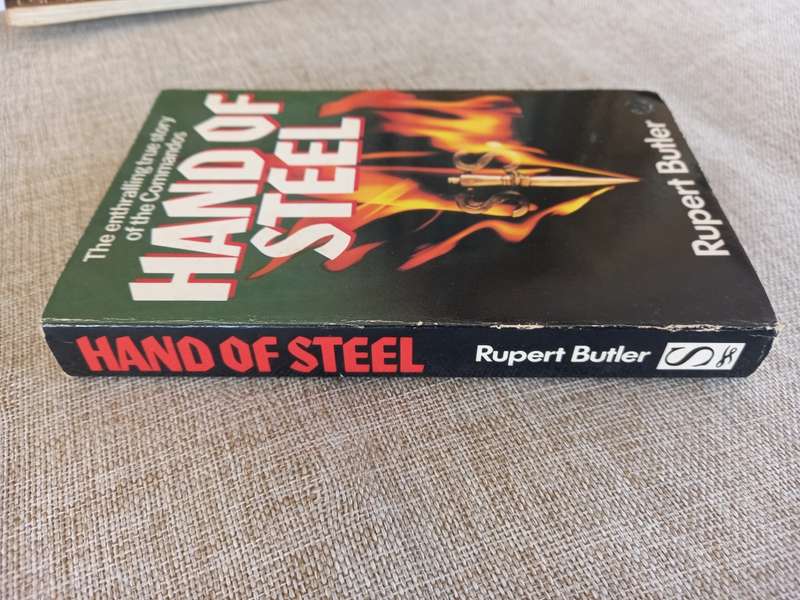 The enthralling true story
of the Commandos
HAND OF
STEEL
Rupert Butler
HAND OF STEEL
Rupert Butler
S